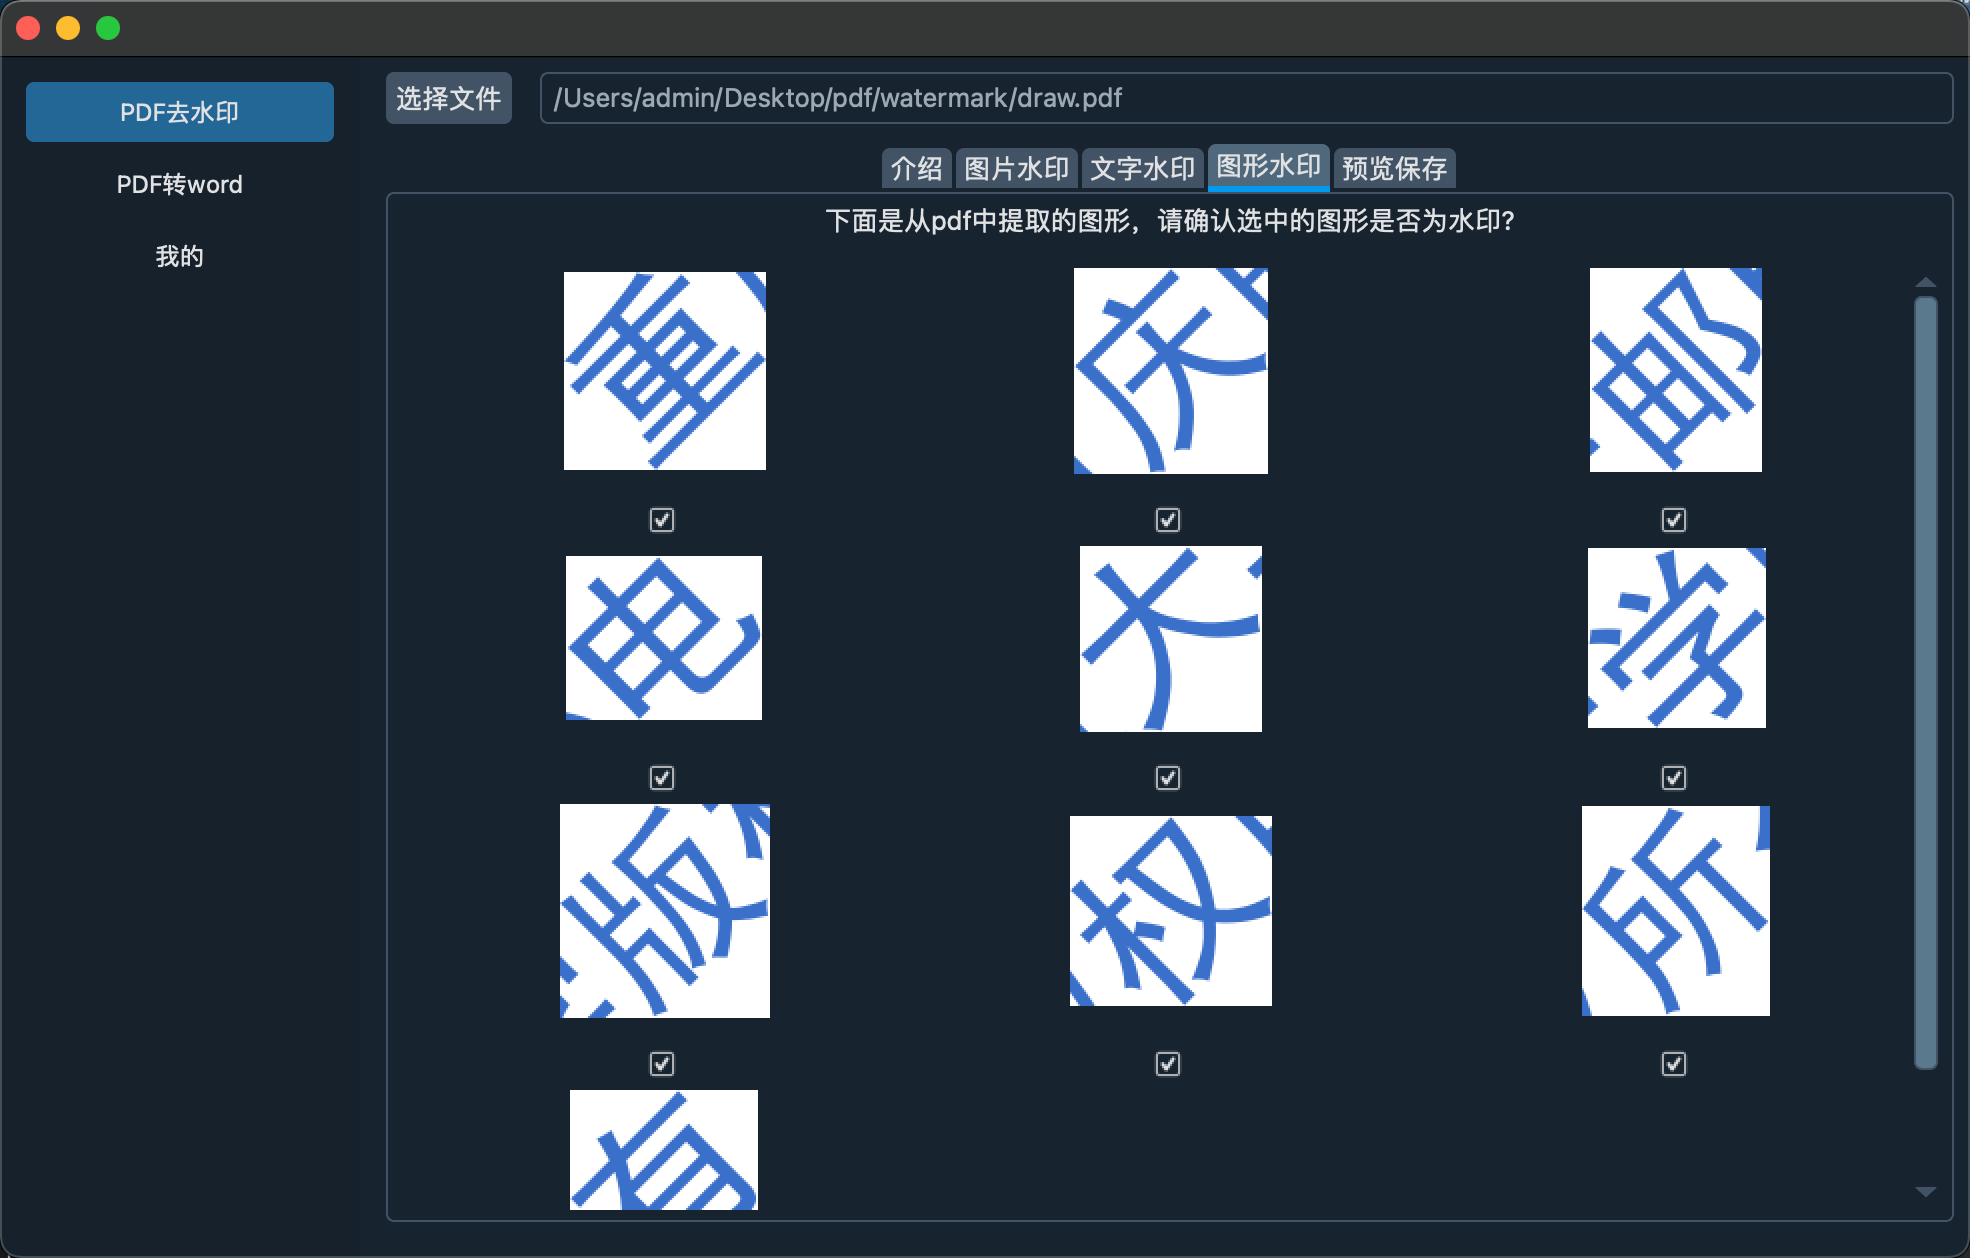 选择文件
/Users/admin/Desktop/pdf/watermark/draw.pdf
PDF去水印
PDF转word
我的
介绍 图片水印 文字水印 图形水印 预览保存
下面是从pdf中提取的图形，请确认选中的图形是否为水印?
重 庆 邮
电 大 学
版 权 所
有